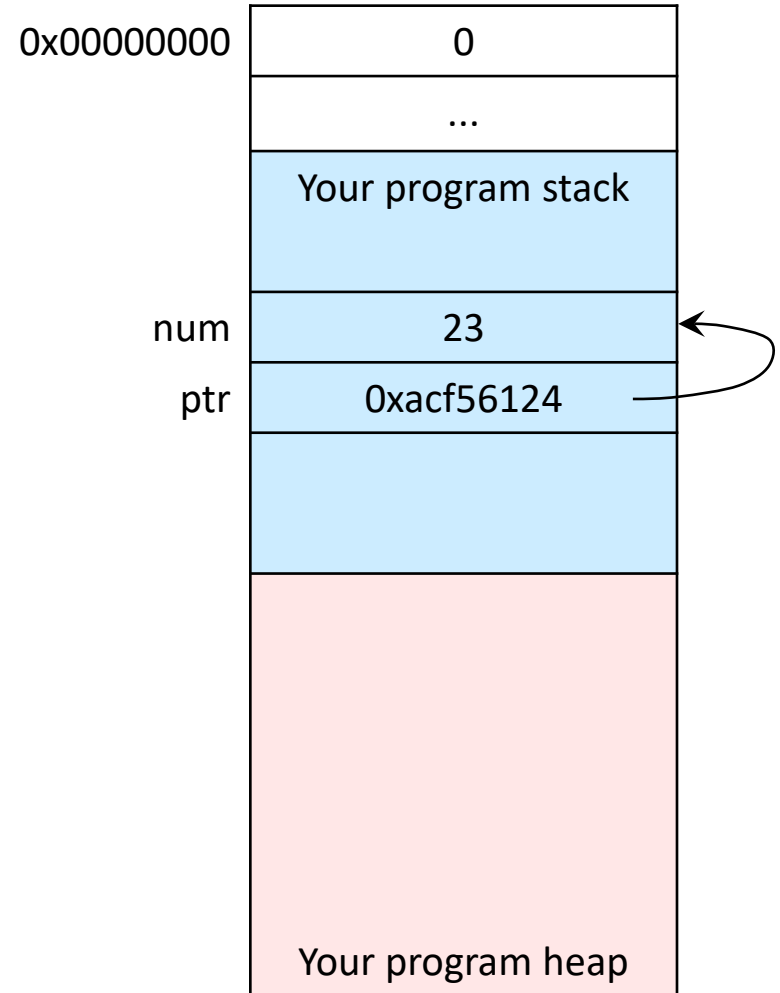 0x00000000 0
...
Your program stack
num 23
ptr 0xacf56124
Your program heap